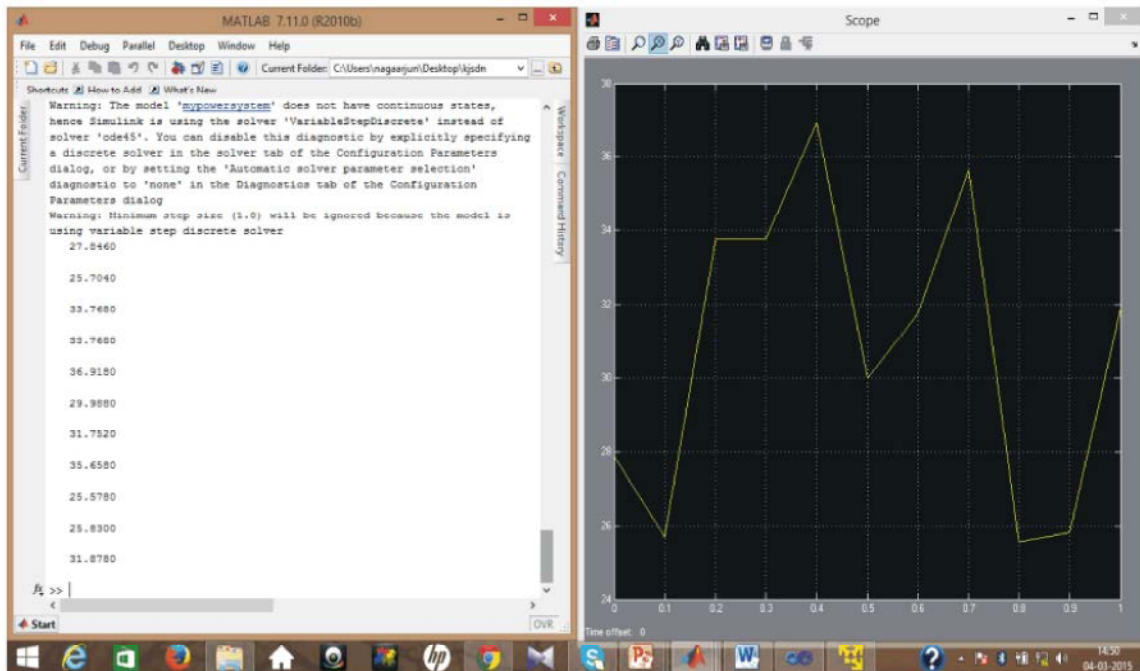 MATLAB 7.11.0 (R2010b)
File Edit Debug Parallel Desktop Window Help
Current Folder: C:\Users\nagaarjun\Desktop\kjsdn
Shortcuts How to Add What's New
Current Folder
Warning: The model 'mypowersystem' does not have continuous states,
hence Simulink is using the solver 'VariableStepDiscrete' instead of
solver 'ode45'. You can disable this diagnostic by explicitly specifying
a discrete solver in the solver tab of the Configuration Parameters
dialog, or by setting the 'Automatic solver parameter selection'
diagnostic to 'none' in the Diagnostics tab of the Configuration
Parameters dialog
Warning: Minimum step size (1.0) will be ignored because the model is
using variable step discrete solver
27.8460
25.7040
33.7680
33.7680
36.9180
29.9880
31.7520
35.6580
25.5780
25.8300
31.8780
fx >>
Start
OVR
Workspace
Command History
Scope
38
36
34
32
30
28
26
24
0 0.1 0.2 0.3 0.4 0.5 0.6 0.7 0.8 0.9 1
Time offset: 0
hp
14:50